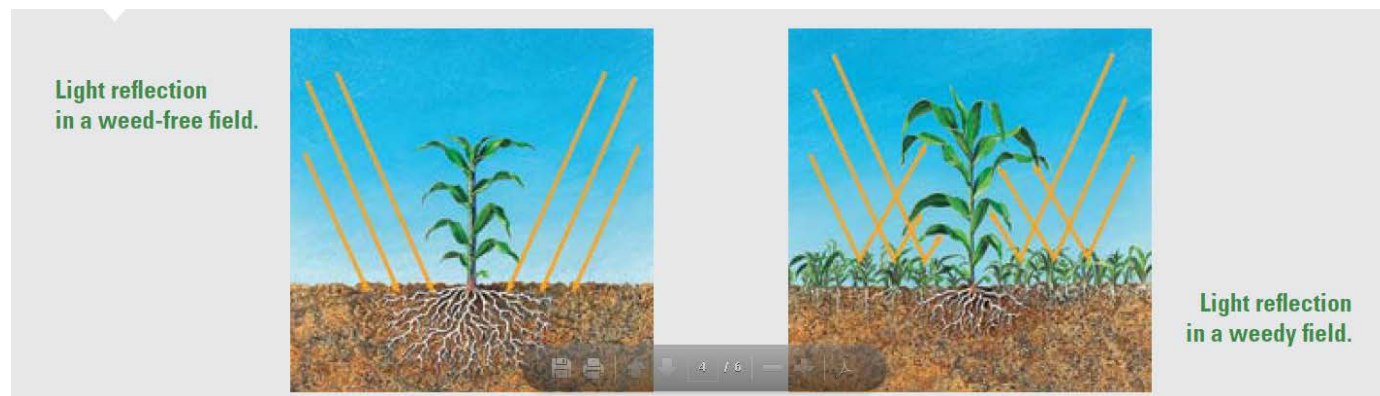 Light reflection
in a weed-free field.
Light reflection
in a weedy field.
4 / 6